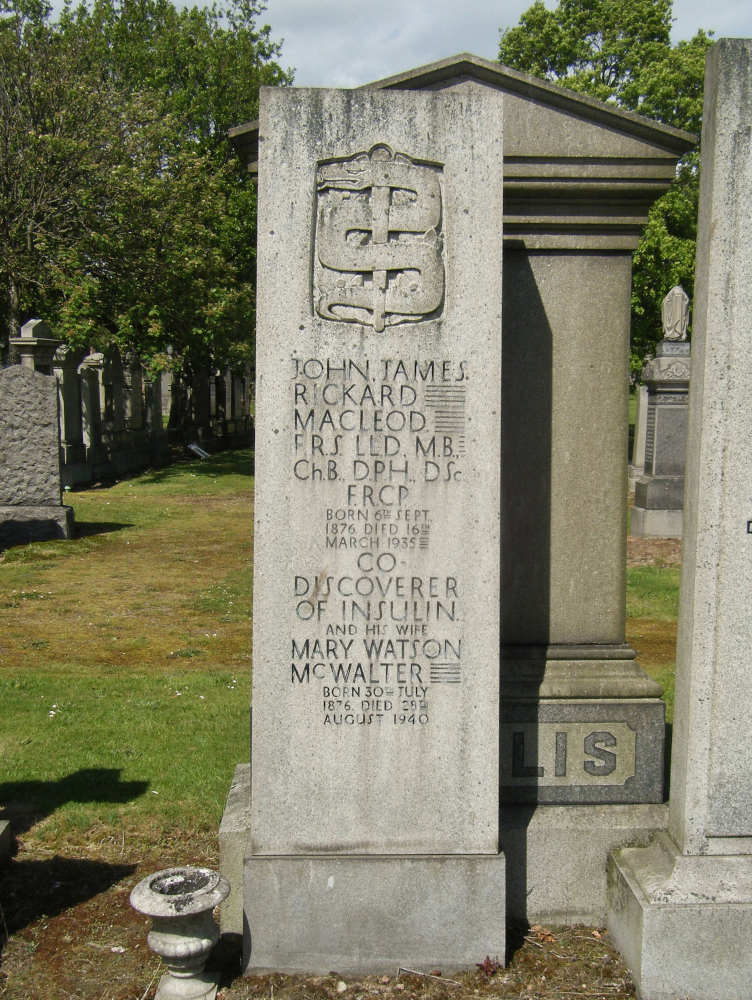 JOHN JAMES
RICKARD
MACLEOD.
F.R.S. LL.D., M.B.,
Ch.B., D.P.H., D.Sc.
F.R.C.P.
BORN 6TH SEPT.
1876. DIED 16TH
MARCH 1935
CO-
DISCOVERER
OF INSULIN.
AND HIS WIFE
MARY WATSON
McWALTER
BORN 30TH JULY
1876. DIED 28TH
AUGUST 1940
LIS